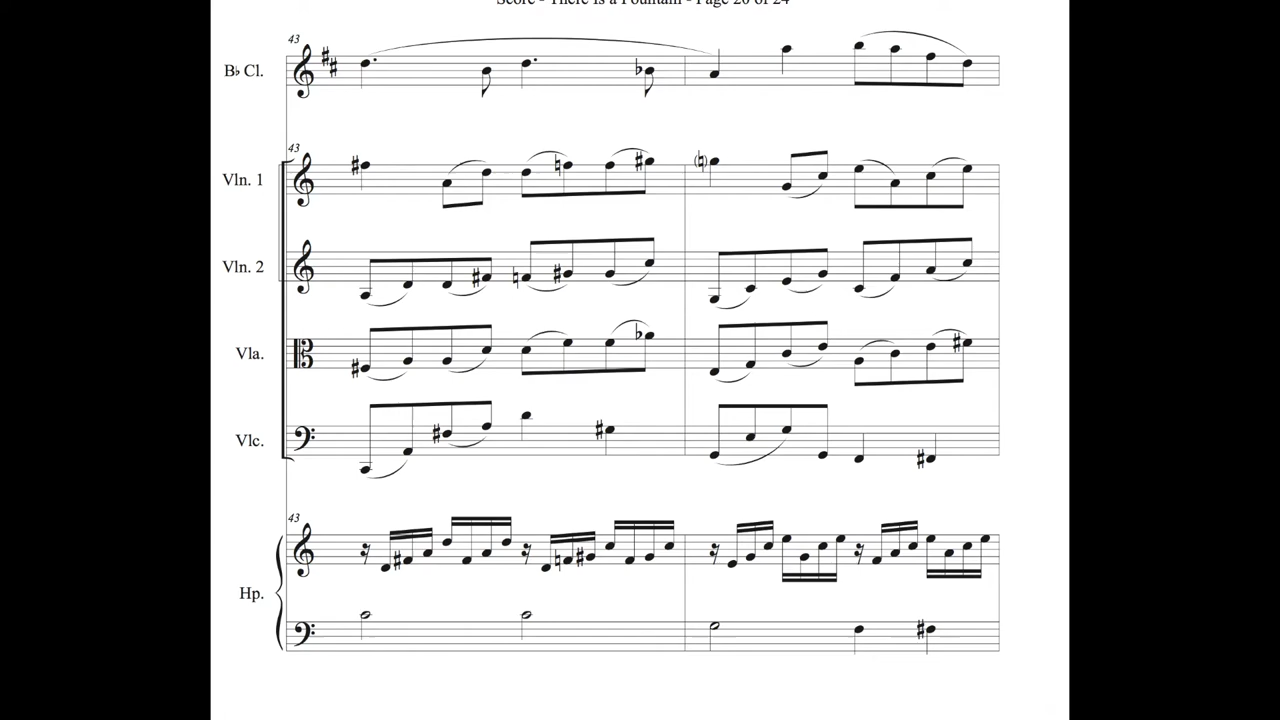 Score - There Is a Fountain - Page 20 of 24
43
B♭ Cl.
43
Vln. 1
Vln. 2
Vla.
Vlc.
43
Hp.